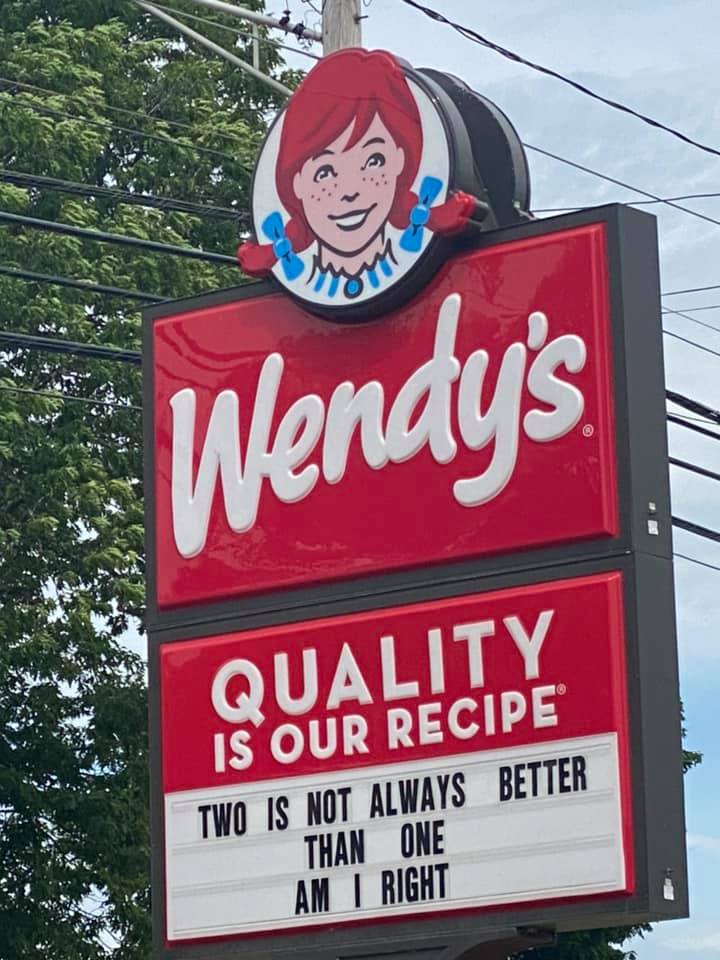 Wendy's®
QUALITY
IS OUR RECIPE®
TWO IS NOT ALWAYS BETTER
THAN ONE
AM I RIGHT